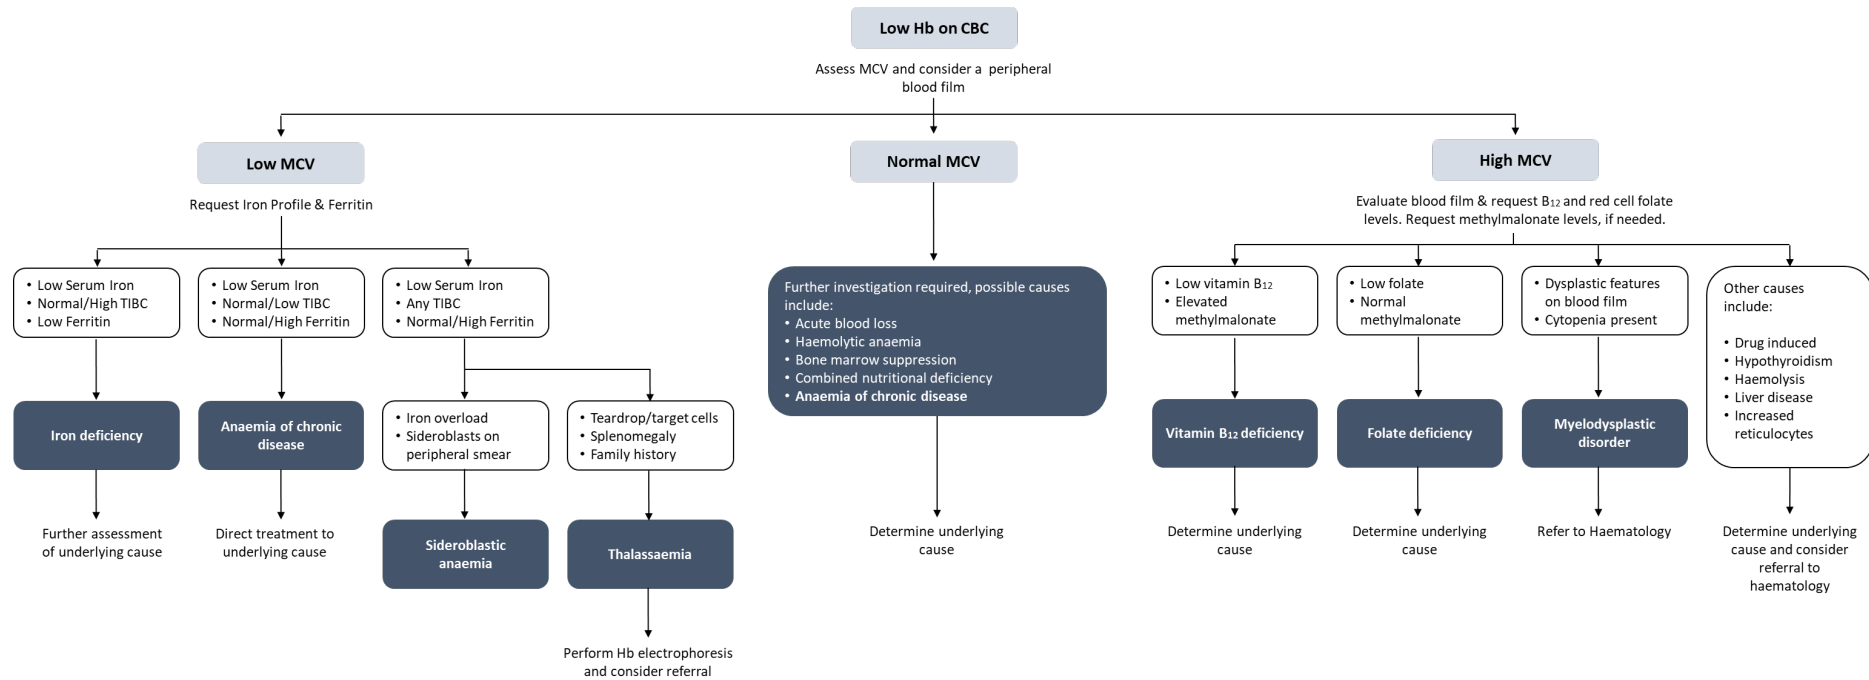 Low Hb on CBC
Assess MCV and consider a peripheral
blood film
Low MCV
Request Iron Profile & Ferritin
• Low Serum Iron
• Normal/High TIBC
• Low Ferritin
Iron deficiency
Further assessment
of underlying cause
• Low Serum Iron
• Normal/Low TIBC
• Normal/High Ferritin
Anaemia of chronic
disease
Direct treatment to
underlying cause
• Low Serum Iron
• Any TIBC
• Normal/High Ferritin
• Iron overload
• Sideroblasts on
peripheral smear
Sideroblastic
anaemia
• Teardrop/target cells
• Splenomegaly
• Family history
Thalassaemia
Perform Hb electrophoresis
and consider referral
Normal MCV
Further investigation required, possible causes
include:
• Acute blood loss
• Haemolytic anaemia
• Bone marrow suppression
• Combined nutritional deficiency
• Anaemia of chronic disease
Determine underlying
cause
High MCV
Evaluate blood film & request B₁₂ and red cell folate
levels. Request methylmalonate levels, if needed.
• Low vitamin B₁₂
• Elevated
methylmalonate
Vitamin B₁₂ deficiency
Determine underlying
cause
• Low folate
• Normal
methylmalonate
Folate deficiency
Determine underlying
cause
• Dysplastic features
on blood film
• Cytopenia present
Myelodysplastic
disorder
Refer to Haematology
Other causes
include:
• Drug induced
• Hypothyroidism
• Haemolysis
• Liver disease
• Increased
reticulocytes
Determine underlying
cause and consider
referral to
haematology